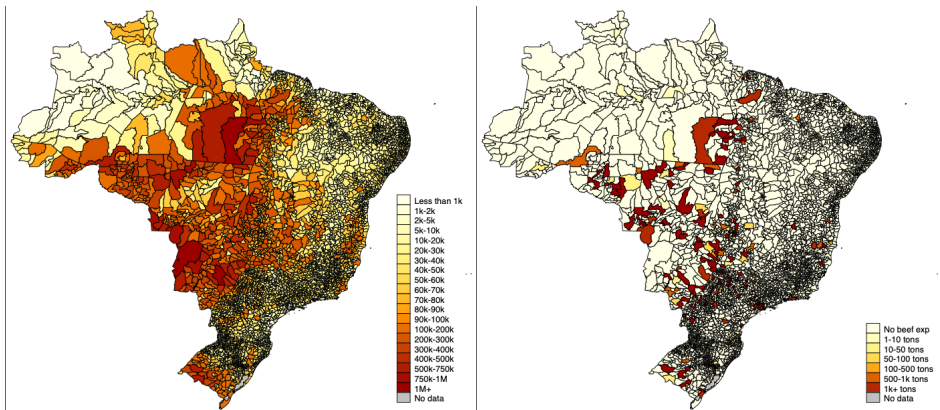 Less than 1k
1k-2k
2k-5k
5k-10k
10k-20k
20k-30k
30k-40k
40k-50k
50k-60k
60k-70k
70k-80k
80k-90k
90k-100k
100k-200k
200k-300k
300k-400k
400k-500k
500k-750k
750k-1M
1M+
No data
No beef exp
1-10 tons
10-50 tons
50-100 tons
100-500 tons
500-1k tons
1k+ tons
No data